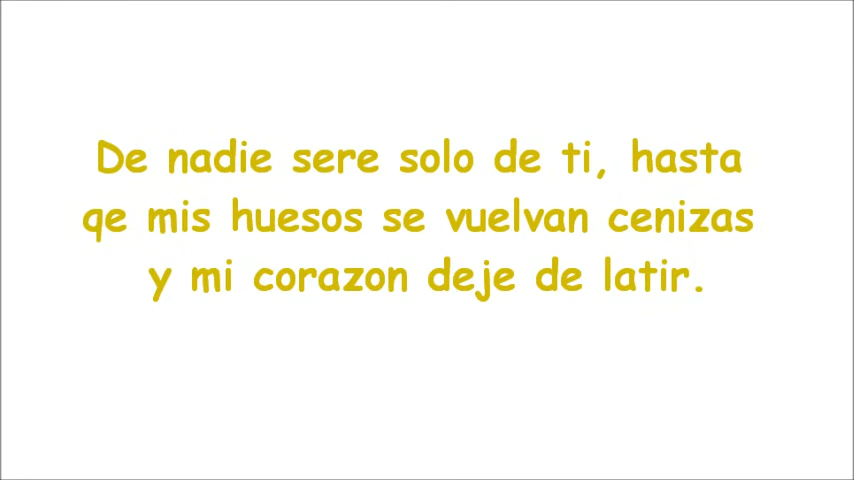 De nadie sere solo de ti, hasta
qe mis huesos se vuelvan cenizas
y mi corazon deje de latir.